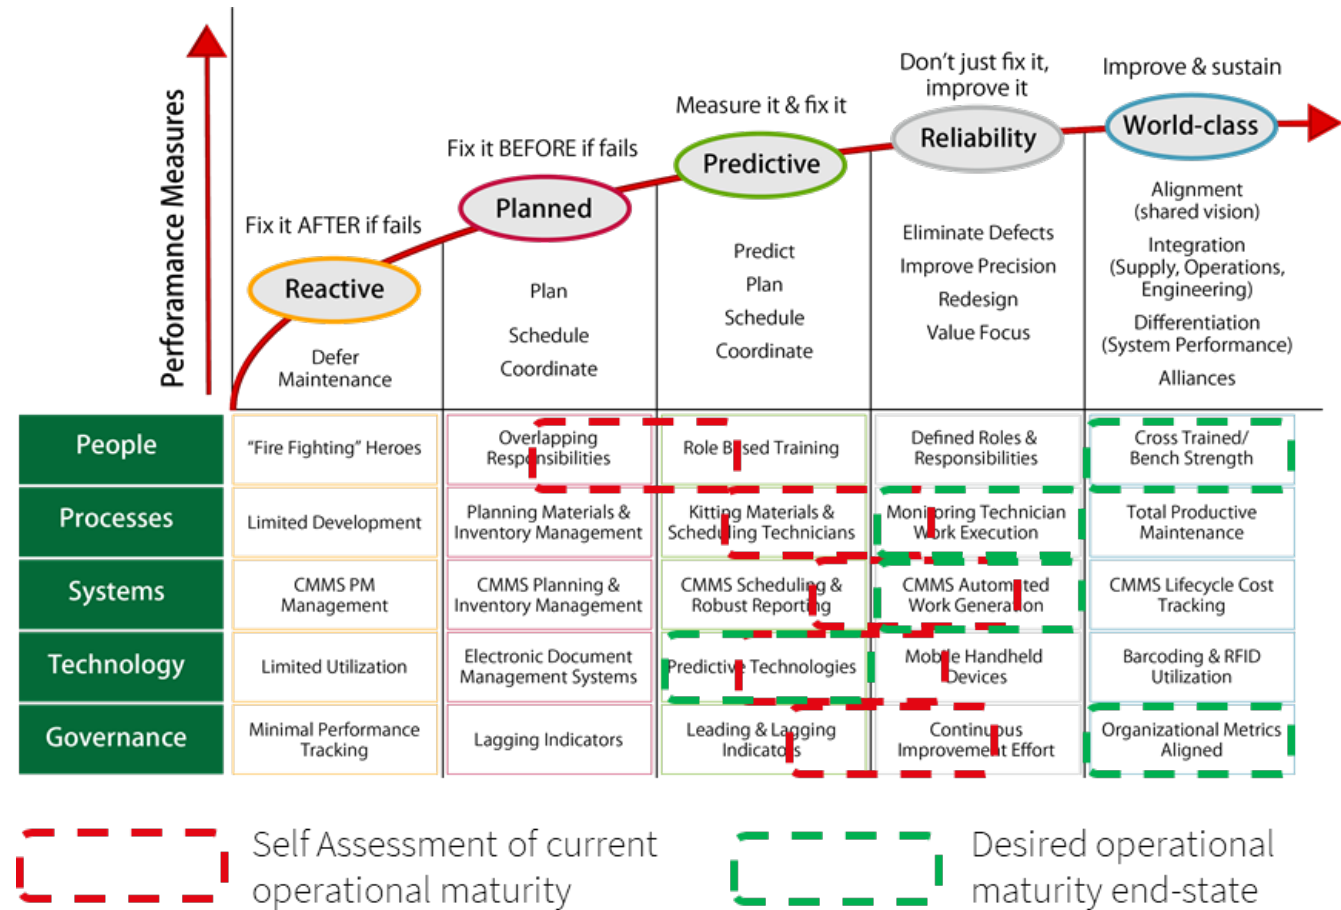 Perforamance Measures
Fix it AFTER if fails
Reactive
Defer
Maintenance
Fix it BEFORE if fails
Planned
Plan
Schedule
Coordinate
Measure it & fix it
Predictive
Predict
Plan
Schedule
Coordinate
Don't just fix it,
improve it
Reliability
Eliminate Defects
Improve Precision
Redesign
Value Focus
Improve & sustain
World-class
Alignment
(shared vision)
Integration
(Supply, Operations,
Engineering)
Differentiation
(System Performance)
Alliances
People
"Fire Fighting" Heroes
Overlapping
Responsibilities
Role Based Training
Defined Roles &
Responsibilities
Cross Trained/
Bench Strength
Processes
Limited Development
Planning Materials &
Inventory Management
Kitting Materials &
Scheduling Technicians
Monitoring Technician
Work Execution
Total Productive
Maintenance
Systems
CMMS PM
Management
CMMS Planning &
Inventory Management
CMMS Scheduling &
Robust Reporting
CMMS Automated
Work Generation
CMMS Lifecycle Cost
Tracking
Technology
Limited Utilization
Electronic Document
Management Systems
Predictive Technologies
Mobile Handheld
Devices
Barcoding & RFID
Utilization
Governance
Minimal Performance
Tracking
Lagging Indicators
Leading & Lagging
Indicators
Continuous
Improvement Effort
Organizational Metrics
Aligned
Self Assessment of current
operational maturity
Desired operational
maturity end-state